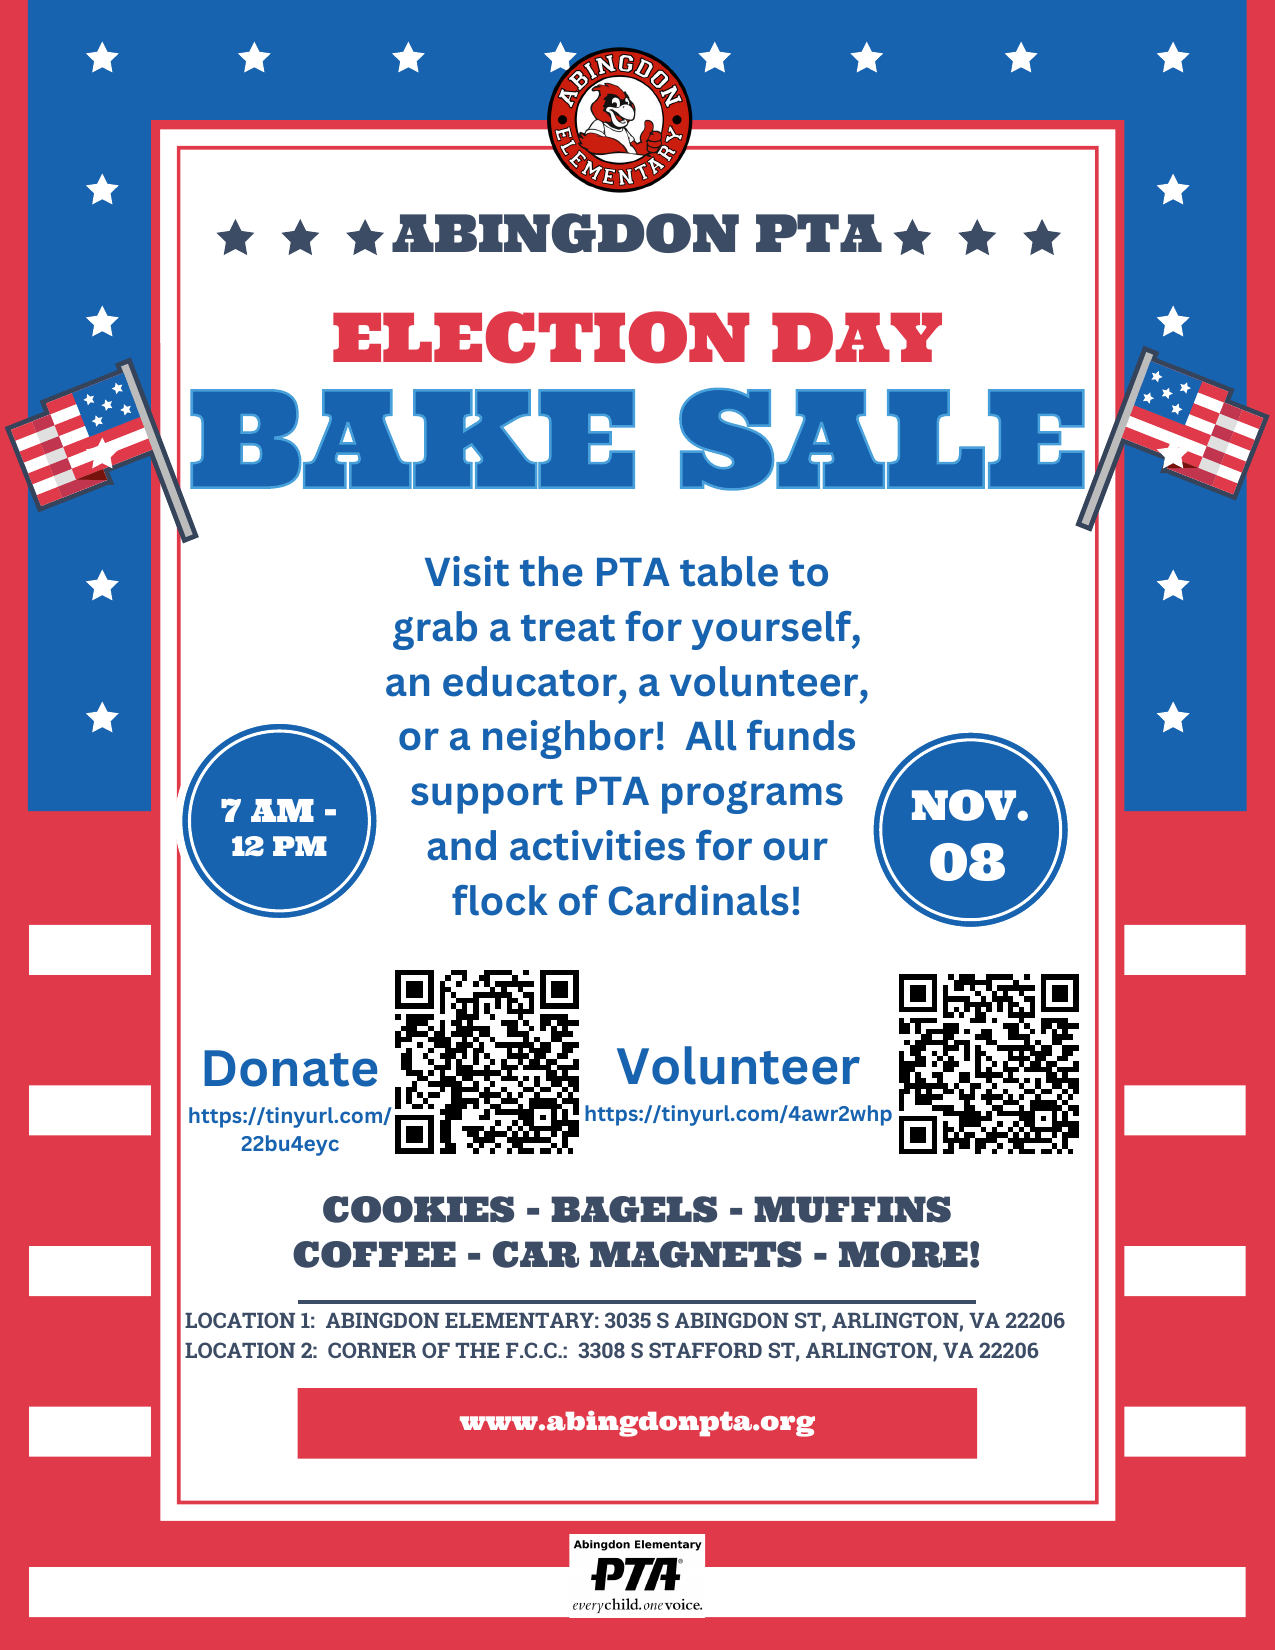 ABINGDON
ELEMENTARY
ABINGDON PTA
ELECTION DAY
BAKE SALE
Visit the PTA table to
grab a treat for yourself,
an educator, a volunteer,
or a neighbor!  All funds
support PTA programs
and activities for our
flock of Cardinals!
7 AM -
12 PM
NOV.
08
Donate
https://tinyurl.com/
22bu4eyc
Volunteer
https://tinyurl.com/4awr2whp
COOKIES - BAGELS - MUFFINS
COFFEE - CAR MAGNETS - MORE!
LOCATION 1:  ABINGDON ELEMENTARY: 3035 S ABINGDON ST, ARLINGTON, VA 22206
LOCATION 2:  CORNER OF THE F.C.C.:  3308 S STAFFORD ST, ARLINGTON, VA 22206
www.abingdonpta.org
Abingdon Elementary
PTA®
everychild.onevoice.